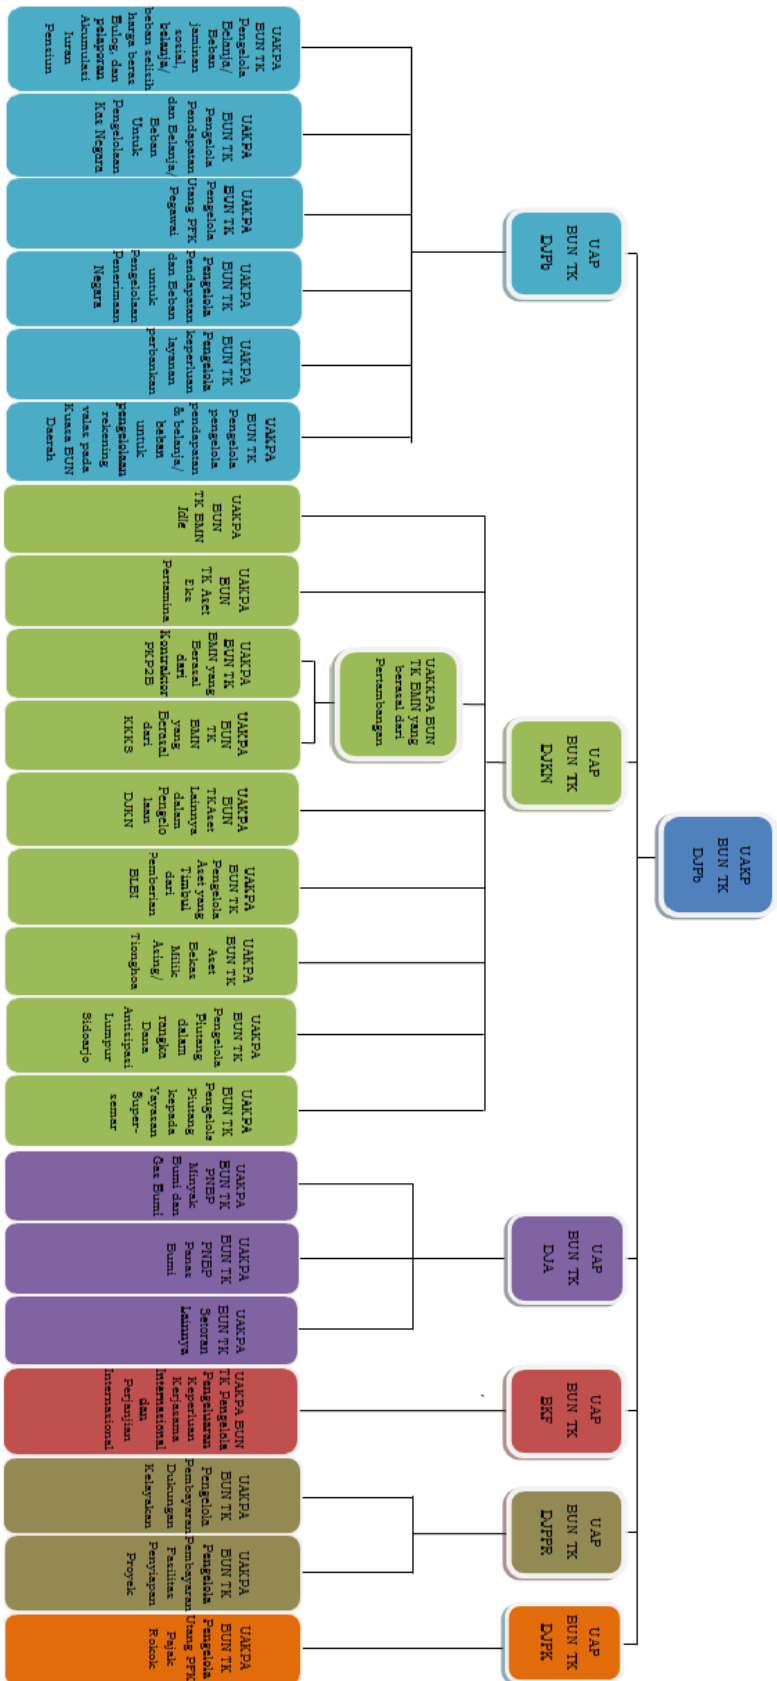 UAKP
BUN TK
DJPb
UAP
BUN TK
DJPb
UAP
BUN TK
DJKN
UAP
BUN TK
DJA
UAP
BUN TK
BKF
UAP
BUN TK
DJPPR
UAP
BUN TK
DJPK
UAKKPA BUN
TK BMN yang
berasal dari
Pertambangan
UAKPA
BUN TK
Pengelola
Belanja/
Beban
jaminan
sosial,
belanja/
beban selisih
harga beras
Bulog, dan
pelaporan
Akumulasi
Iuran
Pensiun
UAKPA
BUN TK
Pengelola
Pendapatan
dan Belanja/
Beban
Untuk
Pengelolaan
Kas Negara
UAKPA
BUN TK
Pengelola
Utang PFK
Pegawai
UAKPA
BUN TK
Pengelola
Pendapatan
dan Beban
untuk
Pengelolaan
Penerimaan
Negara
UAKPA
BUN TK
Pengelola
keperluan
layanan
perbankan
UAKPA
BUN TK
Pengelola
pengelola
pendapatan
& belanja/
beban
untuk
pengelolaan
rekening
valas pada
Kuasa BUN
Daerah
UAKPA
BUN
TK BMN
Idle
UAKPA
BUN
TK Aset
Eks
Pertamina
UAKPA
BUN TK
BMN yang
Berasal
dari
Kontraktor
PKP2B
UAKPA
BUN
TK
BMN
yang
Berasal
dari
KKKS
UAKPA
BUN
TKAset
Lainnya
dalam
Pengelo
laan
DJKN
UAKPA
BUN TK
Pengelola
Aset yang
Timbul
dari
Pemberian
BLBI
UAKPA
BUN TK
Aset
Bekas
Milik
Asing/
Tionghoa
UAKPA
BUN TK
Pengelola
Piutang
dalam
rangka
Dana
Antisipasi
Lumpur
Sidoarjo
UAKPA
BUN TK
Pengelola
Piutang
kepada
Yayasan
Super-
semar
UAKPA
BUN TK
PNBP
Minyak
Bumi dan
Gas Bumi
UAKPA
BUN TK
PNBP
Panas
Bumi
UAKPA
BUN TK
Setoran
Lainnya
UAKPA BUN
TK Pengelola
Pengeluaran
Keperluan
Kerjasama
Internasional
dan
Perjanjian
Internasional
UAKPA
BUN TK
Pengelola
Pembayaran
Dukungan
Kelayakan
UAKPA
BUN TK
Pengelola
Pembayaran
Fasilitas
Penyiapan
Proyek
UAKPA
BUN TK
Pengelola
Utang PFK
Pajak
Rokok